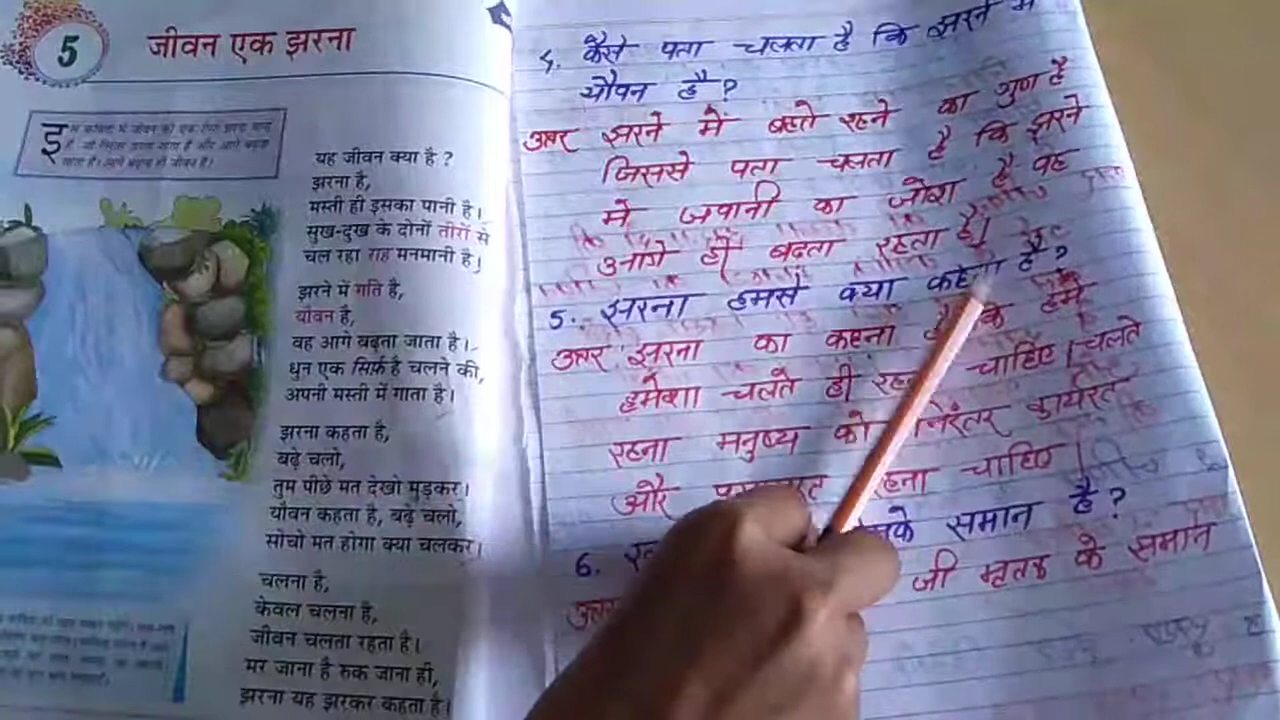 5
जीवन एक झरना
यह जीवन क्या है ?
झरना है,
मस्ती ही इसका पानी है।
सुख-दुख के दोनों तीरों से
चल रहा राह मनमानी है।
झरने में गति है,
यौवन है,
वह आगे बढ़ता जाता है।
धुन एक सिर्फ़ है चलने की,
अपनी मस्ती में गाता है।
झरना कहता है,
बढ़े चलो,
तुम पीछे मत देखो मुड़कर।
यौवन कहता है, बढ़े चलो,
सोचो मत होगा क्या चलकर।
चलना है,
केवल चलना है,
जीवन चलता रहता है।
मर जाना है रुक जाना ही,
झरना यह झरकर कहता है।
4. कैसे पता चलता है कि झरने में
यौवन है?
उत्तर झरने में बहते रहने का गुण है
जिससे पता चलता है कि झरने
में जवानी का जोश है वह
आगे ही बढ़ता रहता है।
5. झरना हमसे क्या कहता है?
उत्तर झरना का कहना है कि हमें
हमेशा चलते ही चाहिए। चलते
रहना मनुष्य को निरंतर कार्यरत
और रहना चाहिए।
6. के समान है?
उत्तर जी मृतक के समान